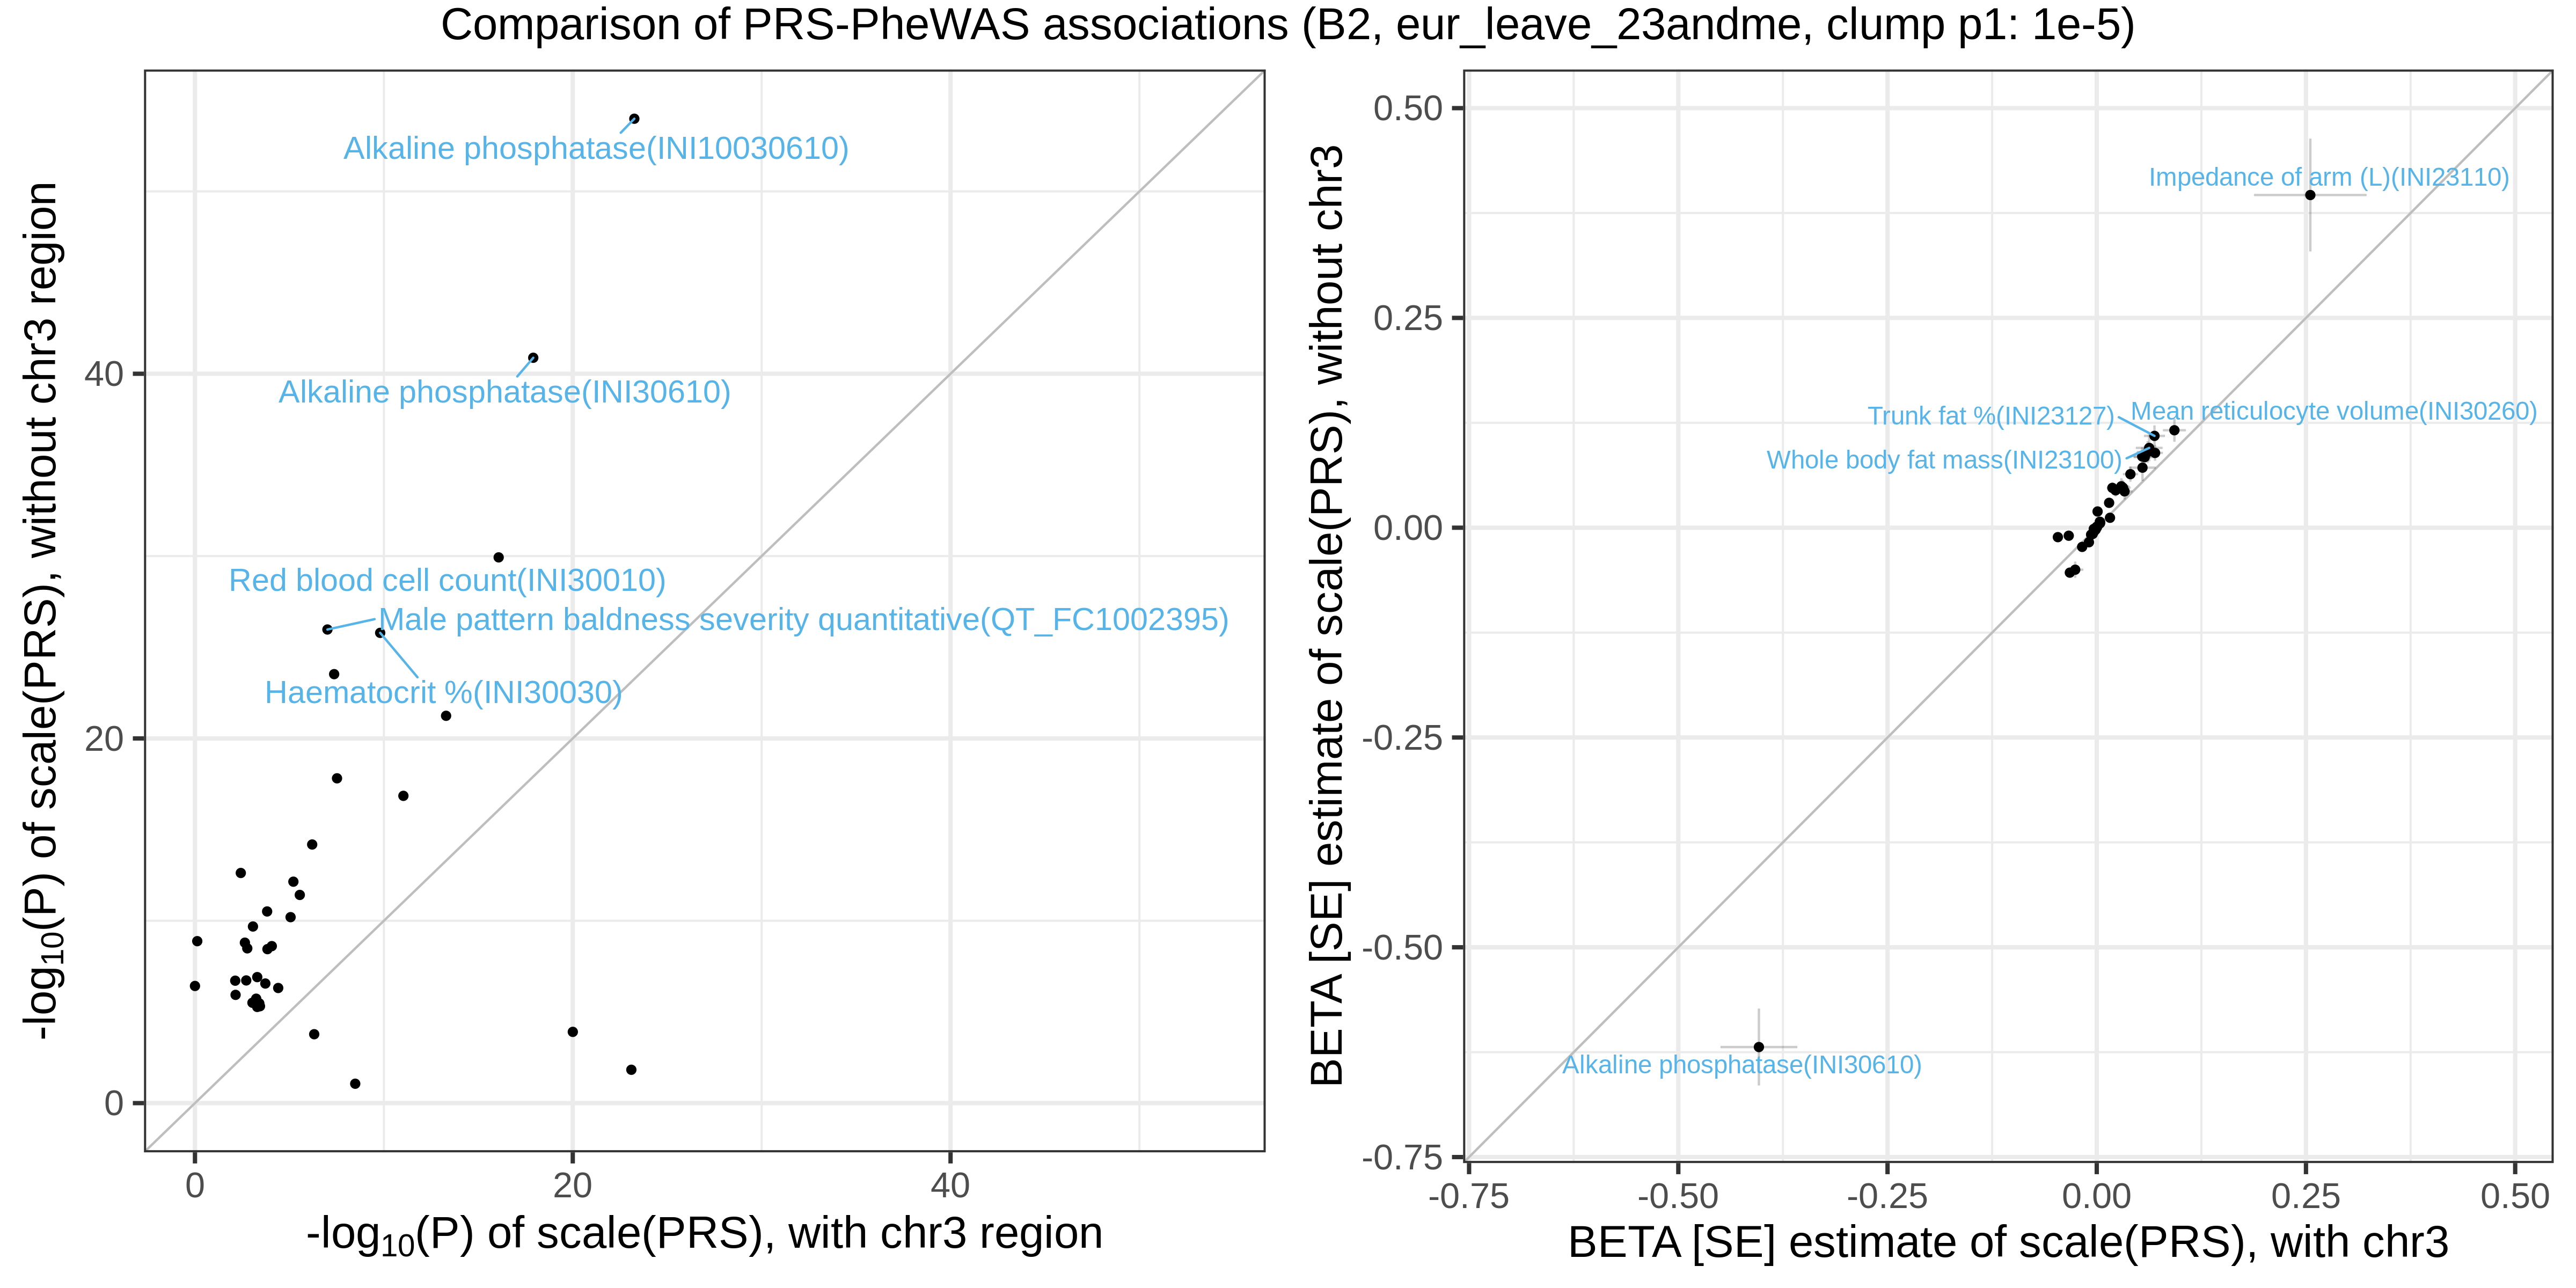 Comparison of PRS-PheWAS associations (B2, eur_leave_23andme, clump p1: 1e-5)
-log10(P) of scale(PRS), without chr3 region
40
20
0
Alkaline phosphatase(INI10030610)
Alkaline phosphatase(INI30610)
Red blood cell count(INI30010)
Male pattern baldness severity quantitative(QT_FC1002395)
Haematocrit %(INI30030)
0
20
40
-log10(P) of scale(PRS), with chr3 region
BETA [SE] estimate of scale(PRS), without chr3
0.50
0.25
0.00
-0.25
-0.50
-0.75
Impedance of arm (L)(INI23110)
Mean reticulocyte volume(INI30260)
Trunk fat %(INI23127)
Whole body fat mass(INI23100)
Alkaline phosphatase(INI30610)
-0.75
-0.50
-0.25
0.00
0.25
0.50
BETA [SE] estimate of scale(PRS), with chr3